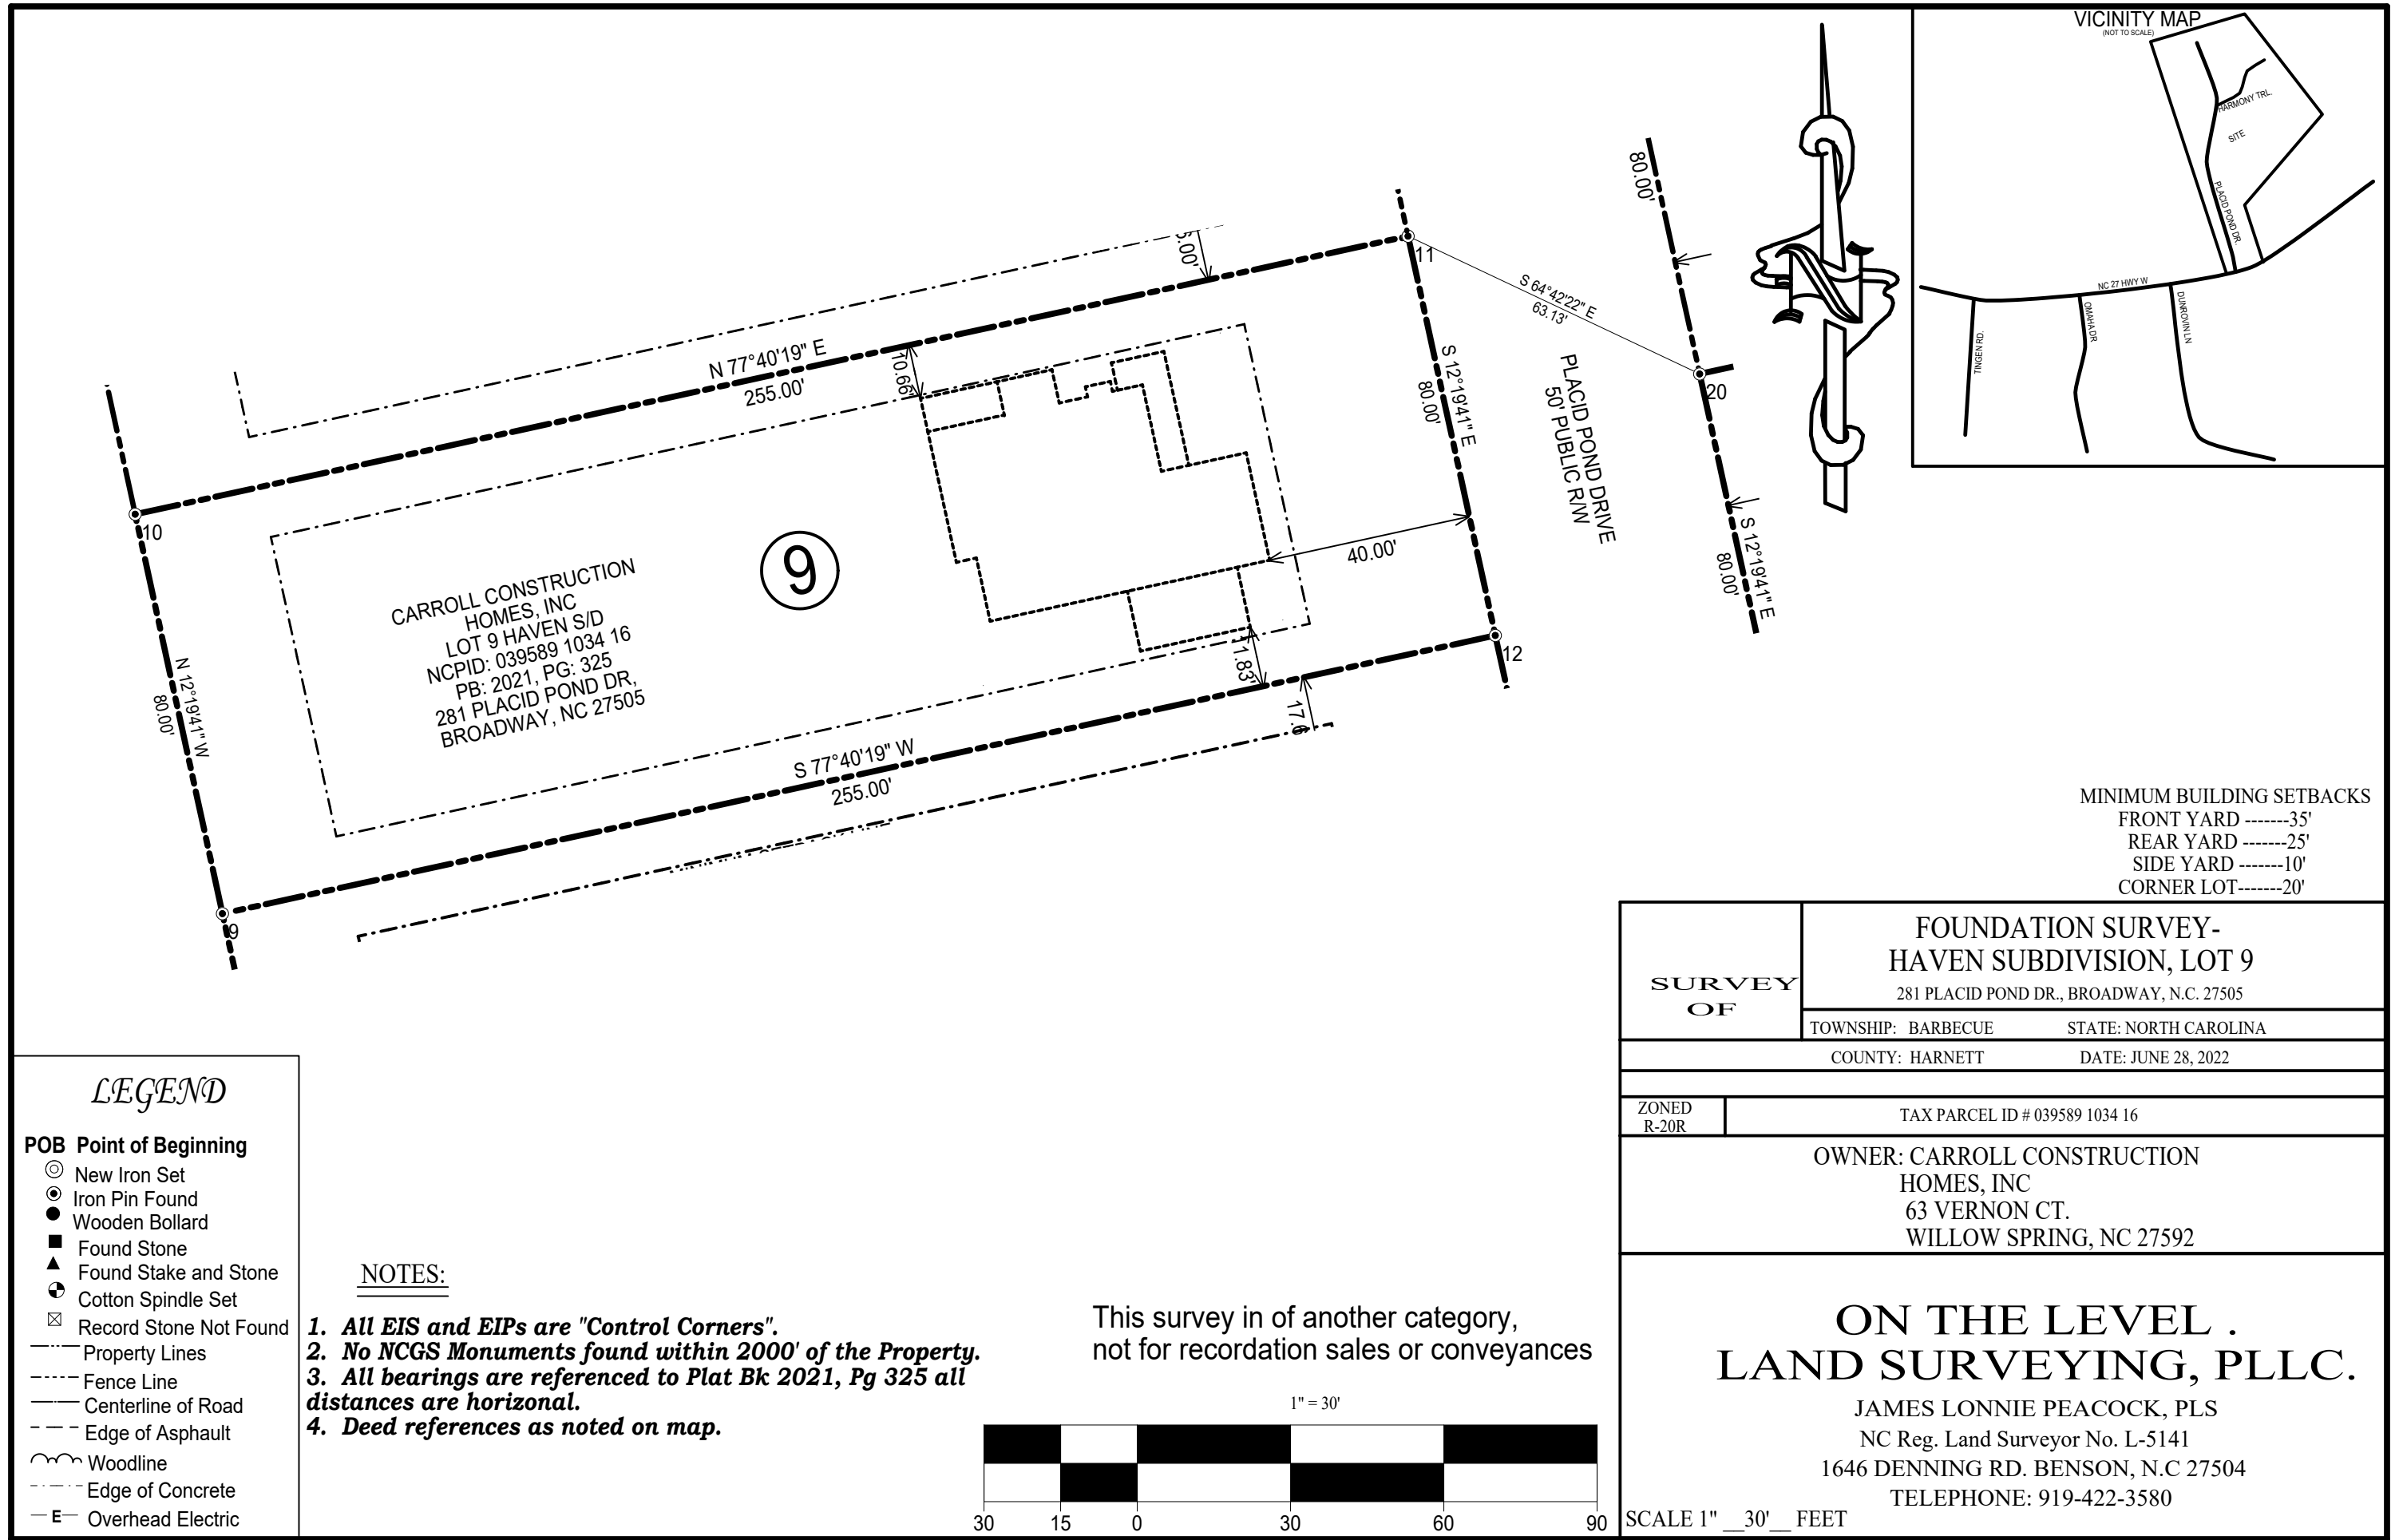 VICINITY MAP
(NOT TO SCALE)
HARMONY TRL.
SITE
PLACID POND DR.
NC 27 HWY W
TINGEN RD.
OMAHA DR
DUNROVIN LN
80.00'
11
S 64°42'22" E
63.13'
N 77°40'19" E
255.00'
10.66'
S 12°19'41" E
80.00'
PLACID POND DRIVE
50' PUBLIC R/W
20
10
9
40.00'
S 12°19'41" E
80.00'
CARROLL CONSTRUCTION
HOMES, INC
LOT 9 HAVEN S/D
NCPID: 039589 1034 16
PB: 2021, PG: 325
281 PLACID POND DR,
BROADWAY, NC 27505
N 12°19'41" W
80.00'
12
17.6
S 77°40'19" W
255.00'
9
MINIMUM BUILDING SETBACKS
FRONT YARD -------35'
REAR YARD -------25'
SIDE YARD -------10'
CORNER LOT-------20'
SURVEY
OF
FOUNDATION SURVEY-
HAVEN SUBDIVISION, LOT 9
281 PLACID POND DR., BROADWAY, N.C. 27505
TOWNSHIP: BARBECUE STATE: NORTH CAROLINA
COUNTY: HARNETT DATE: JUNE 28, 2022
ZONED
R-20R
TAX PARCEL ID # 039589 1034 16
OWNER: CARROLL CONSTRUCTION
HOMES, INC
63 VERNON CT.
WILLOW SPRING, NC 27592
ON THE LEVEL .
LAND SURVEYING, PLLC.
JAMES LONNIE PEACOCK, PLS
NC Reg. Land Surveyor No. L-5141
1646 DENNING RD. BENSON, N.C 27504
TELEPHONE: 919-422-3580
SCALE 1" __30'__ FEET
LEGEND
POB Point of Beginning
New Iron Set
Iron Pin Found
Wooden Bollard
Found Stone
Found Stake and Stone
Cotton Spindle Set
Record Stone Not Found
Property Lines
Fence Line
Centerline of Road
Edge of Asphault
Woodline
Edge of Concrete
E Overhead Electric
NOTES:
1. All EIS and EIPs are "Control Corners".
2. No NCGS Monuments found within 2000' of the Property.
3. All bearings are referenced to Plat Bk 2021, Pg 325 all
distances are horizonal.
4. Deed references as noted on map.
This survey in of another category,
not for recordation sales or conveyances
1" = 30'
30 15 0 30 60 90